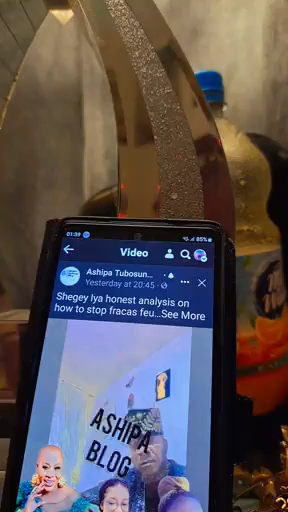 01:39
85%
Video
Ashipa Tubosun...
Yesterday at 20:45 ·
Shegey Iya honest analysis on
how to stop fracas feu...See More
ASHIPA
BLOG